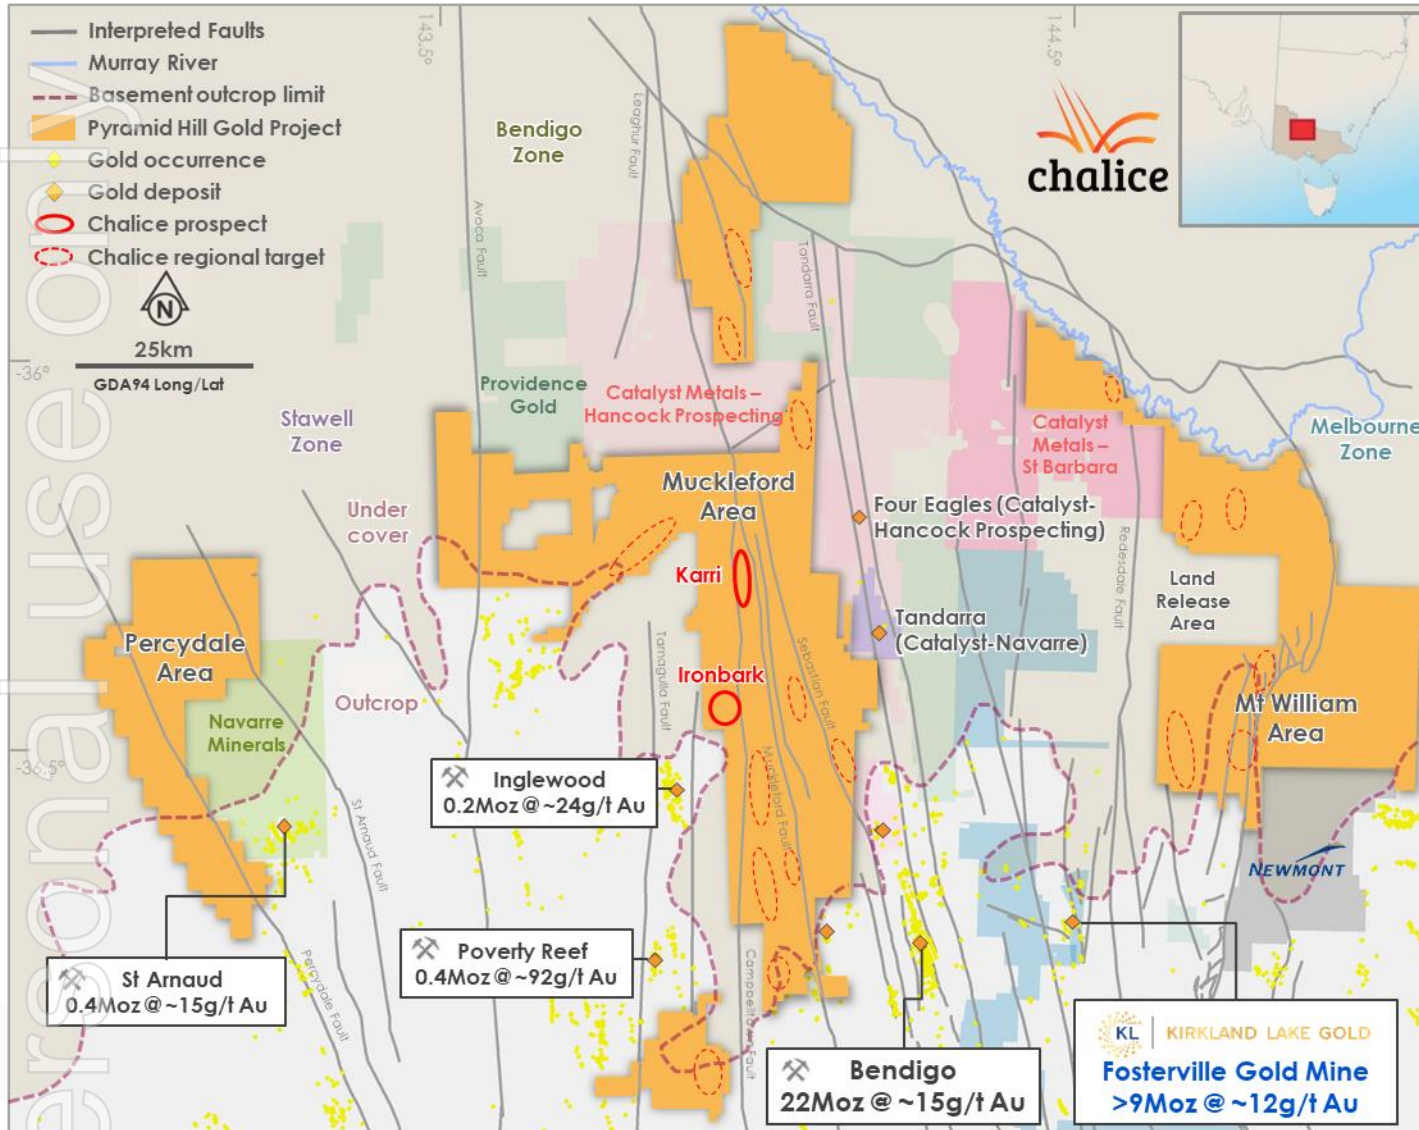 Interpreted Faults
Murray River
Basement outcrop limit
Pyramid Hill Gold Project
Gold occurrence
Gold deposit
Chalice prospect
Chalice regional target
N
25km
GDA94 Long/Lat
143.5°
144.5°
-36°
-36.5°
chalice
Bendigo
Zone
Leaghur Fault
Avoca Fault
Tandarra Fault
Providence
Gold
Catalyst Metals –
Hancock Prospecting
Stawell
Zone
Catalyst
Metals –
St Barbara
Melbourne
Zone
Muckleford
Area
Under
cover
Four Eagles (Catalyst-
Hancock Prospecting)
Redesdale Fault
Karri
Land
Release
Area
Tandarra
(Catalyst-Navarre)
Percydale
Area
Tarnagulla Fault
Sebastian Fault
Ironbark
Outcrop
Navarre
Minerals
Mt William
Area
Muckleford Fault
Inglewood
0.2Moz @ ~24g/t Au
St Arnaud Fault
NEWMONT
Poverty Reef
0.4Moz @ ~92g/t Au
St Arnaud
0.4Moz @ ~15g/t Au
Percydale Fault
Campbelltown Fault
Bendigo
22Moz @ ~15g/t Au
KL
KIRKLAND LAKE GOLD
Fosterville Gold Mine
>9Moz @ ~12g/t Au
ersonal use only